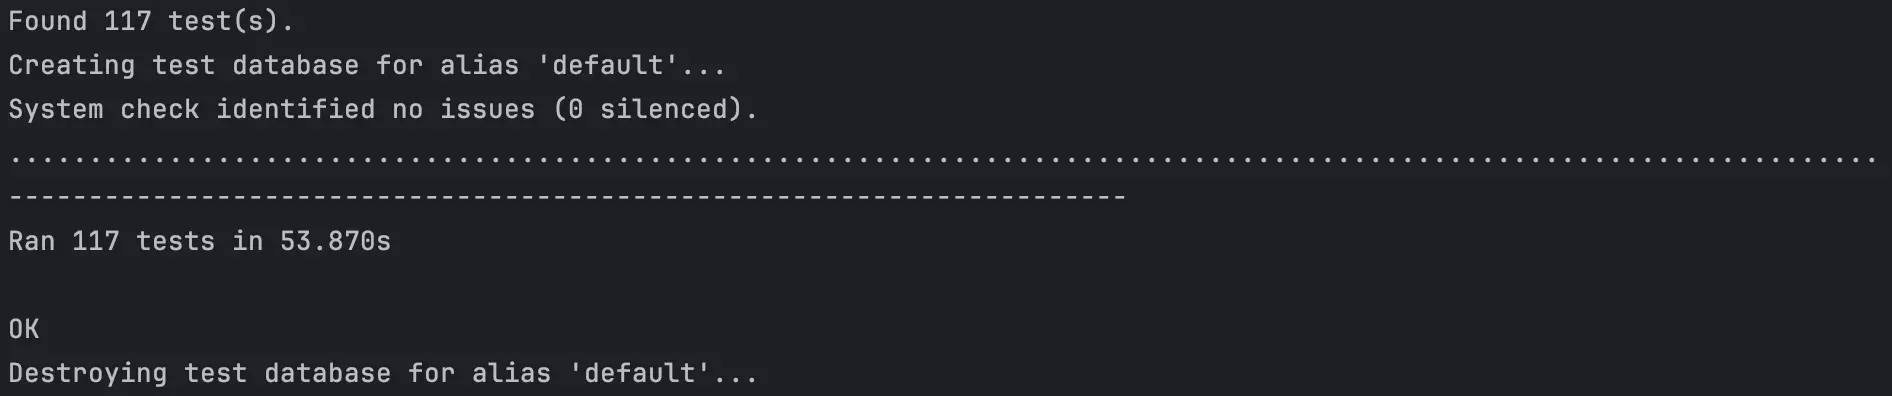 Found 117 test(s).
Creating test database for alias 'default'...
System check identified no issues (0 silenced).
.....................................................................................................................
----------------------------------------------------------------------
Ran 117 tests in 53.870s
OK
Destroying test database for alias 'default'...